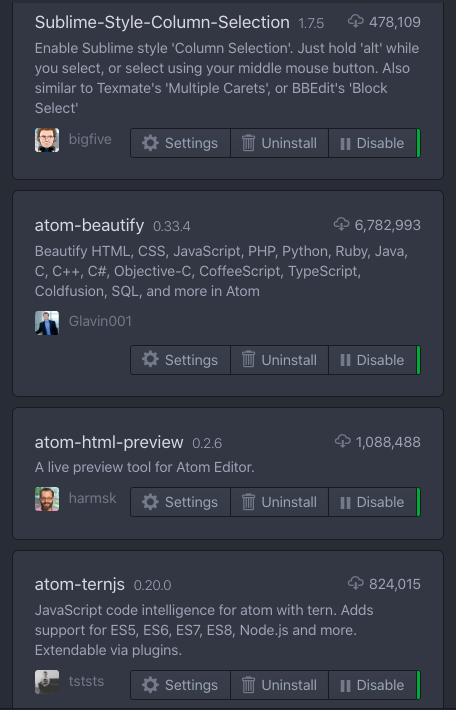 Sublime-Style-Column-Selection 1.7.5 478,109
Enable Sublime style 'Column Selection'. Just hold 'alt' while
you select, or select using your middle mouse button. Also
similar to Texmate's 'Multiple Carets', or BBEdit's 'Block
Select'
bigfive Settings Uninstall Disable
atom-beautify 0.33.4 6,782,993
Beautify HTML, CSS, JavaScript, PHP, Python, Ruby, Java,
C, C++, C#, Objective-C, CoffeeScript, TypeScript,
Coldfusion, SQL, and more in Atom
Glavin001
Settings Uninstall Disable
atom-html-preview 0.2.6 1,088,488
A live preview tool for Atom Editor.
harmsk Settings Uninstall Disable
atom-ternjs 0.20.0 824,015
JavaScript code intelligence for atom with tern. Adds
support for ES5, ES6, ES7, ES8, Node.js and more.
Extendable via plugins.
tststs Settings Uninstall Disable